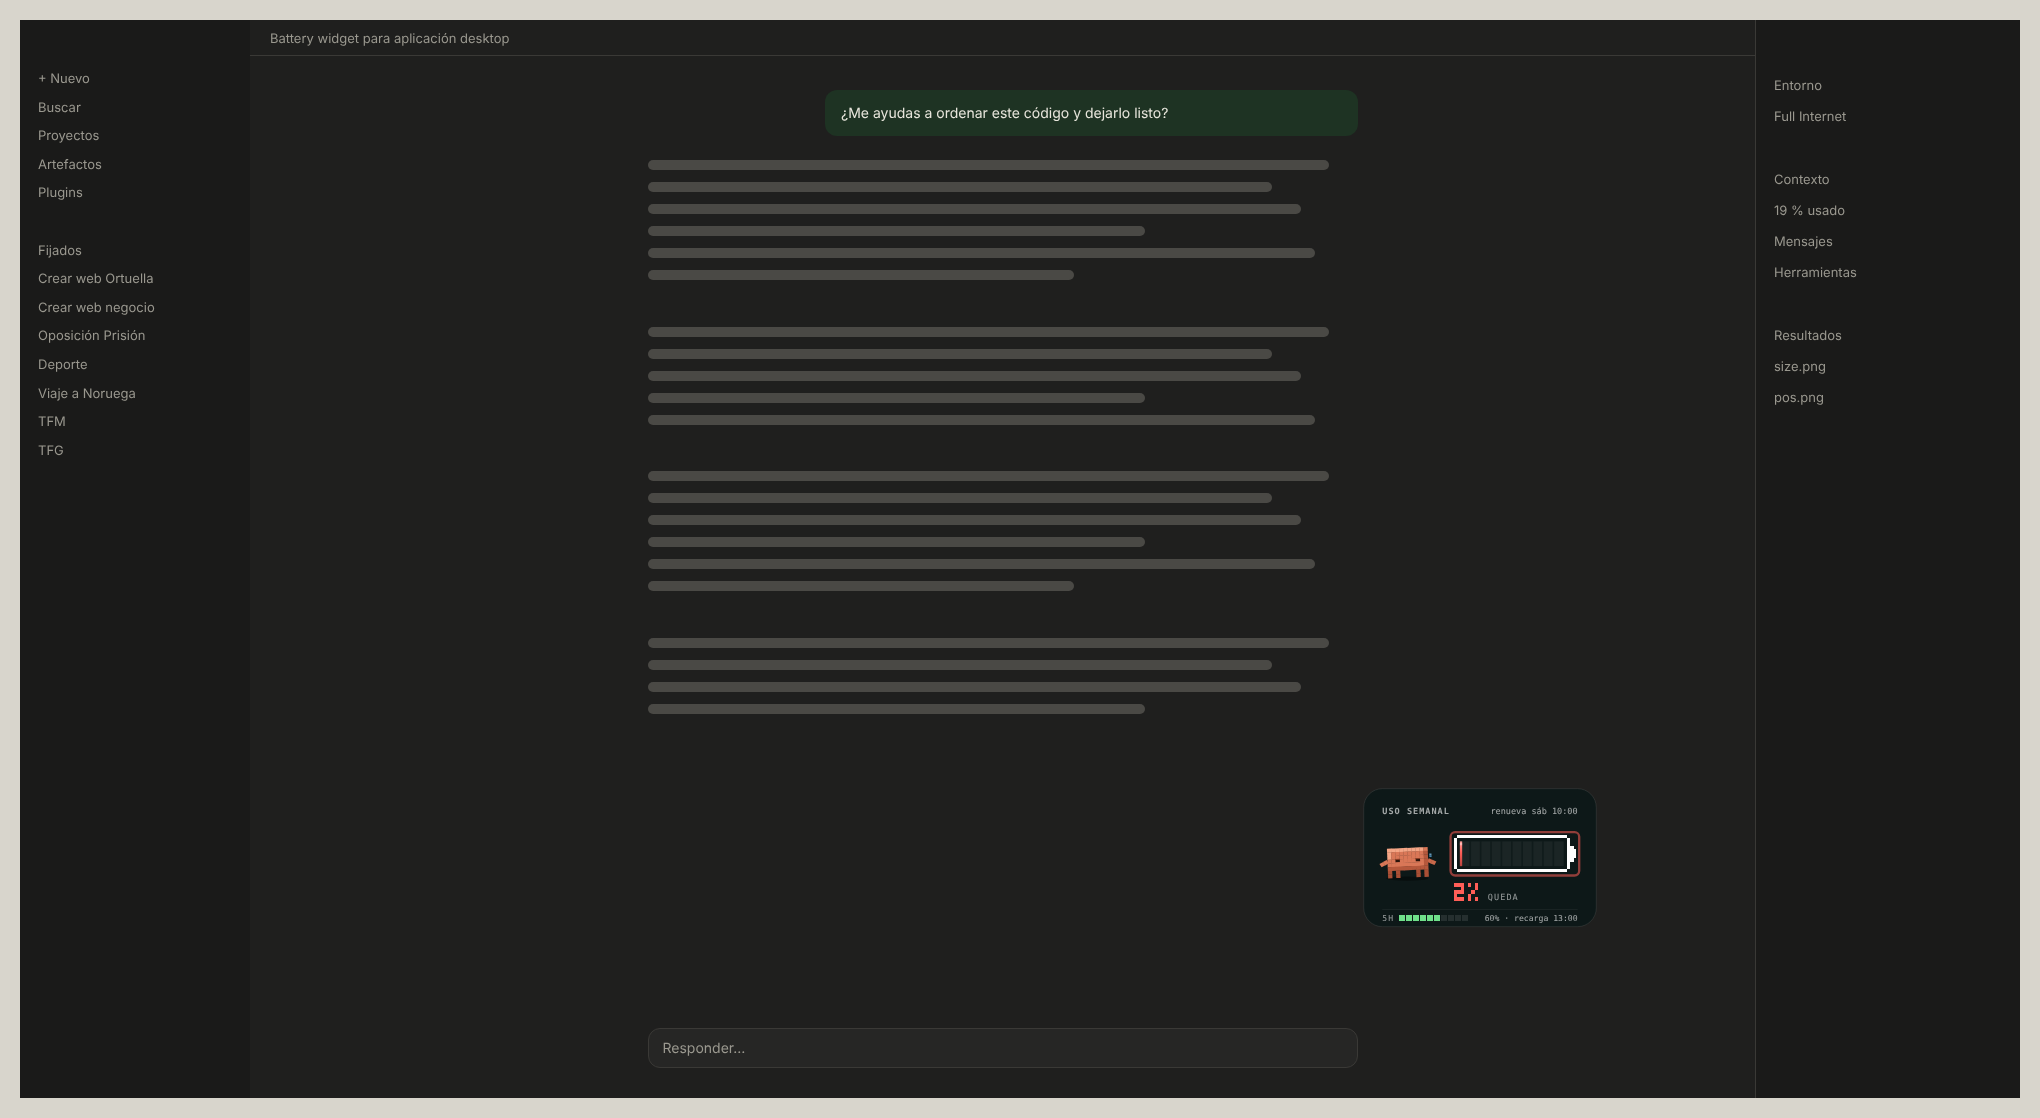 Battery widget para aplicación desktop
+ Nuevo
Buscar
Proyectos
Artefactos
Plugins
Fijados
Crear web Ortuella
Crear web negocio
Oposición Prisión
Deporte
Viaje a Noruega
TFM
TFG
¿Me ayudas a ordenar este código y dejarlo listo?
USO SEMANAL
renueva sáb 10:00
2% QUEDA
5H
60% · recarga 13:00
Responder...
Entorno
Full Internet
Contexto
19 % usado
Mensajes
Herramientas
Resultados
size.png
pos.png